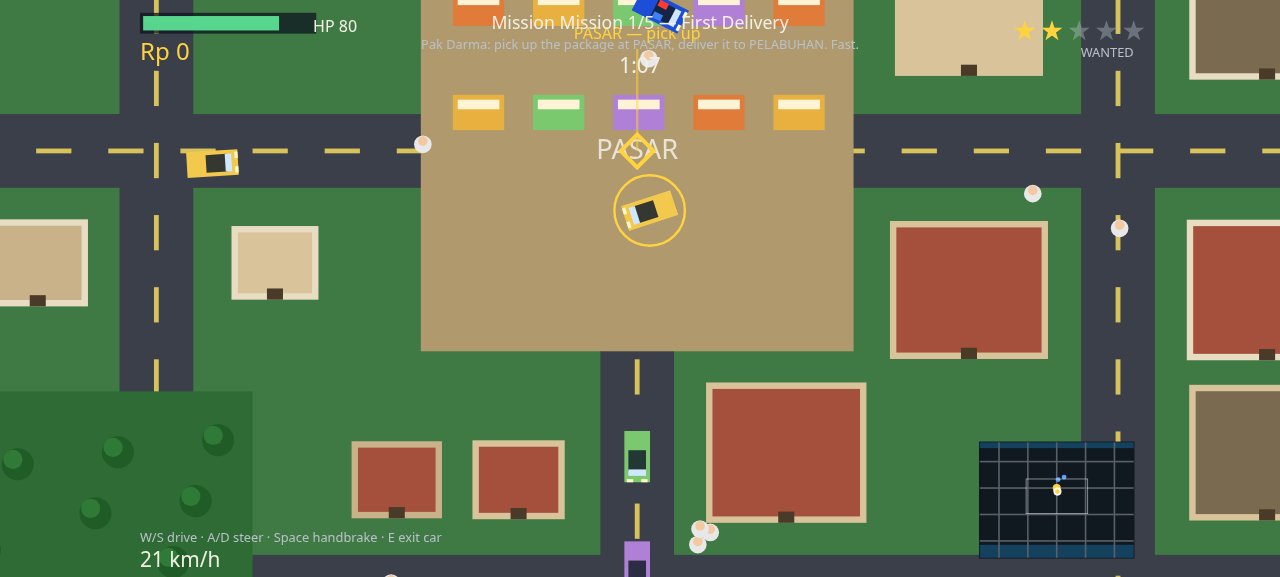 HP 80
Rp 0
Mission Mission 1/5 — First Delivery
PASAR — pick up
Pak Darma: pick up the package at PASAR, deliver it to PELABUHAN. Fast.
1:07
WANTED
PASAR
W/S drive · A/D steer · Space handbrake · E exit car
21 km/h